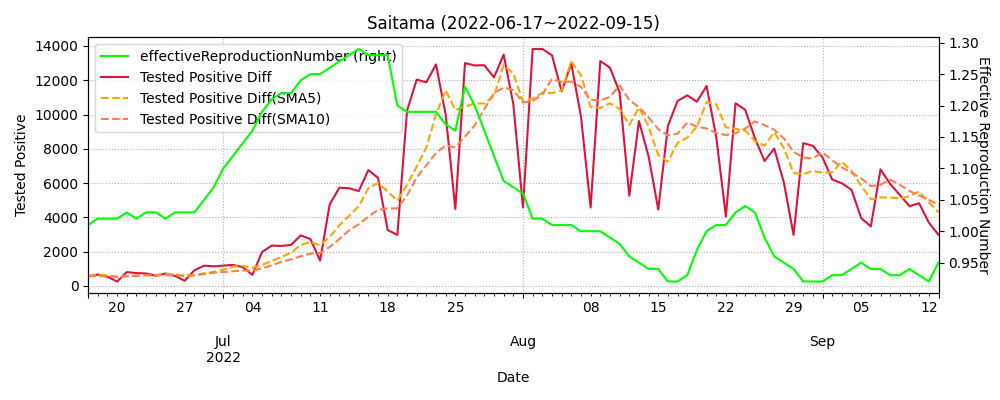 Saitama (2022-06-17~2022-09-15)
effectiveReproductionNumber (right)
Tested Positive Diff
Tested Positive Diff(SMA5)
Tested Positive Diff(SMA10)
Tested Positive
14000
12000
10000
8000
6000
4000
2000
0
1.30
1.25
1.20
1.15
1.10
1.05
1.00
0.95
Effective Reproduction Number
20 27 04 11 18 25 08 15 22 29 05 12
Jul Aug Sep
2022
Date